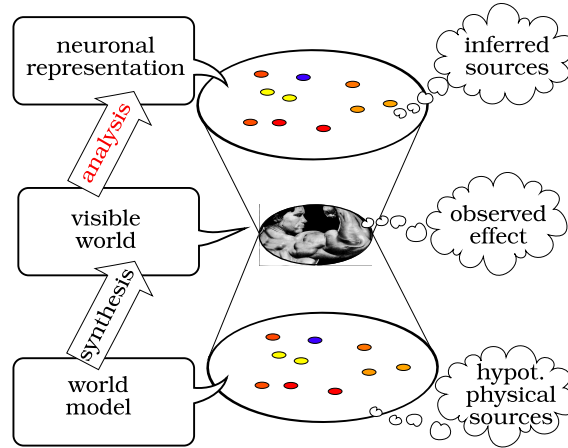 neuronal
representation
inferred
sources
analysis
visible
world
observed
effect
synthesis
world
model
hypot.
physical
sources